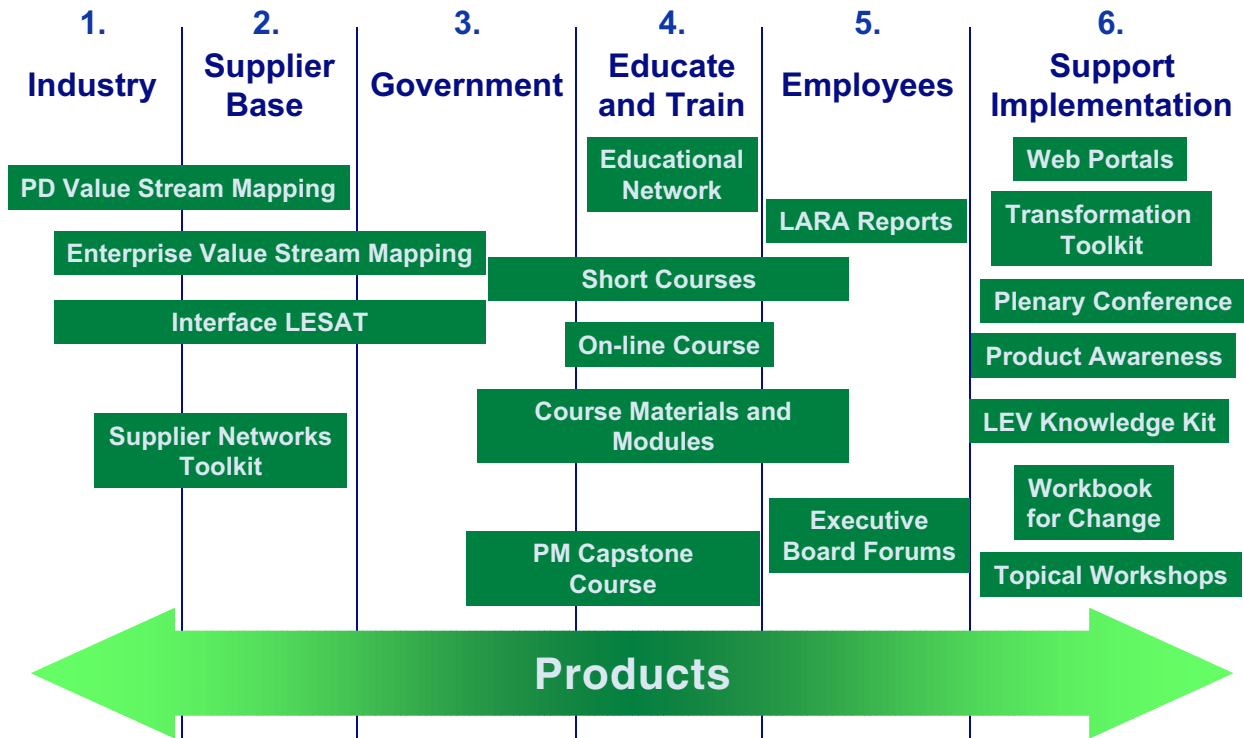 1.
Industry
2.
Supplier
Base
3.
Government
4.
Educate
and Train
5.
Employees
6.
Support
Implementation
PD Value Stream Mapping
Enterprise Value Stream Mapping
Interface LESAT
Supplier Networks
Toolkit
Educational
Network
Short Courses
On-line Course
Course Materials and
Modules
PM Capstone
Course
LARA Reports
Executive
Board Forums
Web Portals
Transformation
Toolkit
Plenary Conference
Product Awareness
LEV Knowledge Kit
Workbook
for Change
Topical Workshops
Products